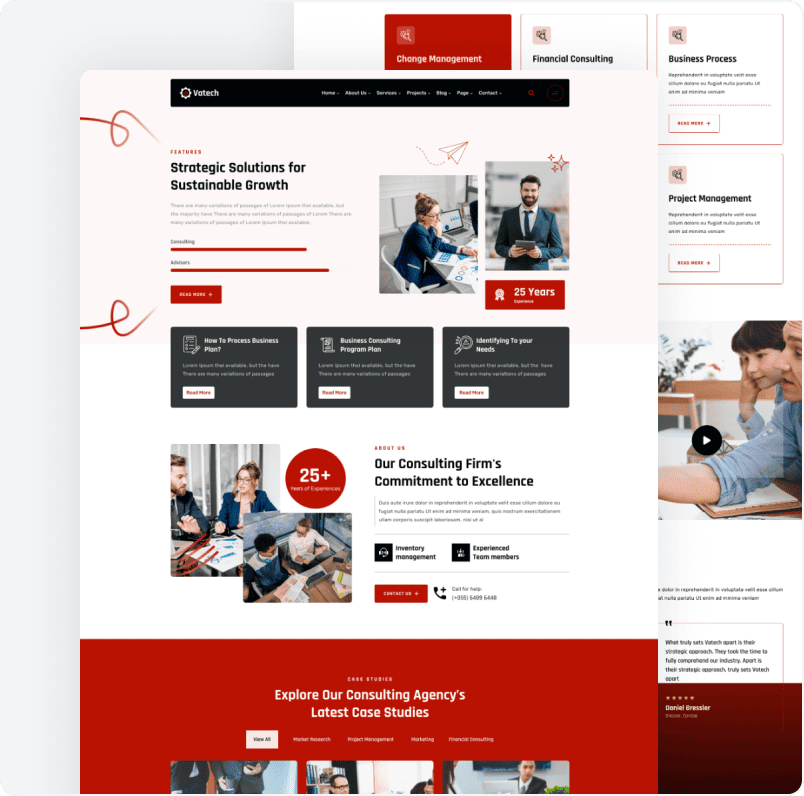 Change Management
Financial Consulting
Business Process
Reprehenderit in voluptate velit esse
cillum dolore eu fugiat nulla pariatu Ut
enim ad minima veniam
READ MORE
Project Management
Reprehenderit in voluptate velit esse
cillum dolore eu fugiat nulla pariatu Ut
enim ad minima veniam
READ MORE
Vatech
Home About Us Services Projects Blog Page Contact
FEATURES
Strategic Solutions for
Sustainable Growth
There are many variations of passages of Lorem Ipsum thei available, but
the majority have There are many variations of passages of Lorem There are
many variations of passages of Lorem Ipsum thei available, but.
Consulting
Advisors
READ MORE
25 Years
Experience
How To Process Business
Plan?
Lorem Ipsum thei available, but the have
There are many variations of passages
Read More
Business Consulting
Program Plan
Lorem Ipsum thei available, but the have
There are many variations of passages
Read More
Identifying To your
Needs
Lorem Ipsum thei available, but the have
There are many variations of passages
Read More
25+
Years of Experiences
ABOUT US
Our Consulting Firm's
Commitment to Excellence
Duis aute irure dolor in reprehenderit in voluptate velit esse cillum dolore eu
fugiat nulla pariatu Ut enim ad minima veniam, quis nostrum exercitationem
ullam corporis suscipit laboriosam, nisi ut al
Inventory
management
Experienced
Team members
CONTACT US
Call for help:
(+055) 6489 6448
CASE STUDIES
Explore Our Consulting Agency's
Latest Case Studies
View All
Market Research
Project Management
Marketing
Financial Consulting
dolor in reprehenderit in voluptate velit esse cillum
at nulla pariatu Ut enim ad minima veniam
"
What truly sets Vatech apart is their
strategic approach. They took the time to
fully comprehend our industry. Apart is
their strategic approach. truly sets Vatech
apart
Daniel Bressler